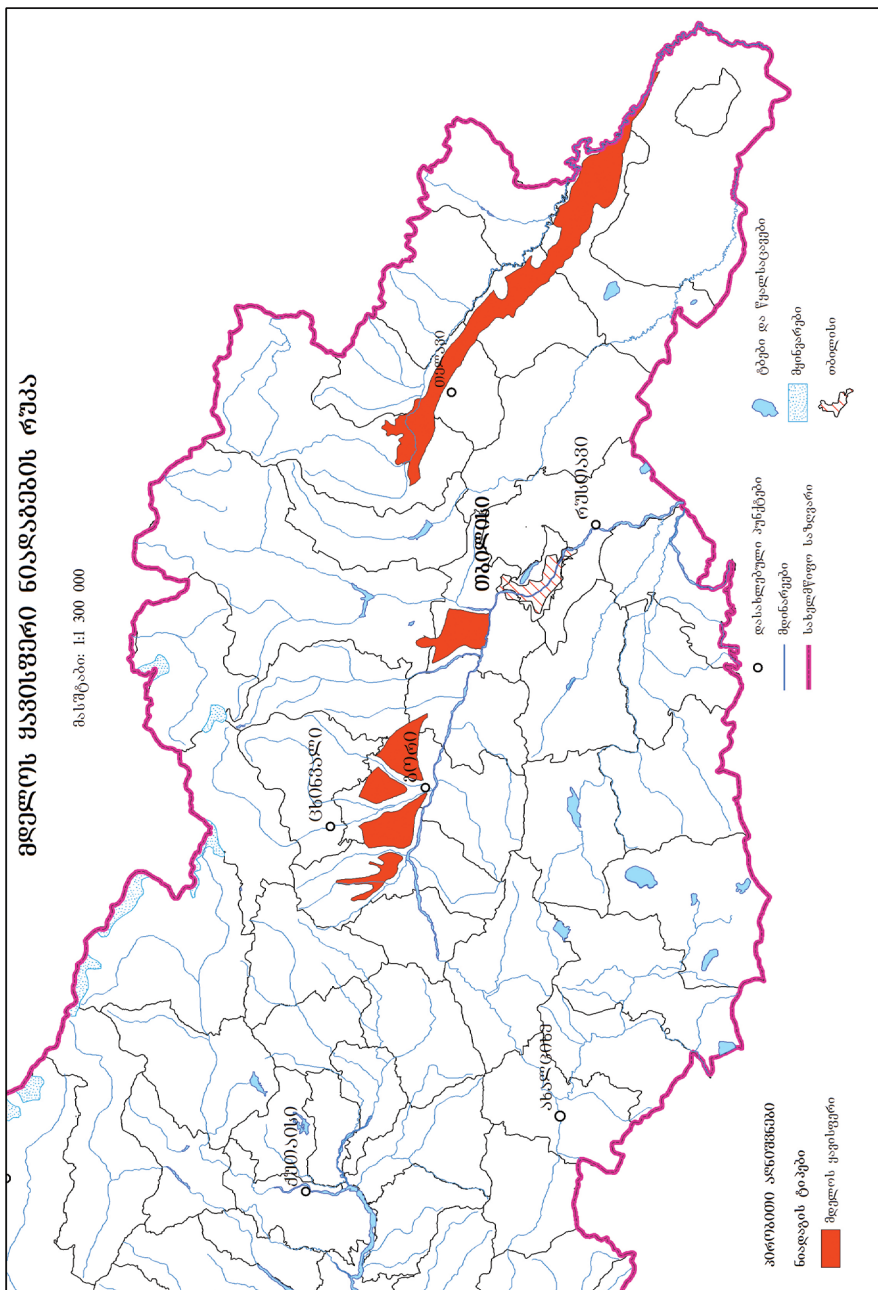 მდელოს ყავისფერი ნიადაგების რუკა
მასშტაბი: 1:1 300 000
ცხინვალი
გორი
თელავი
თბილისი
რუსთავი
ქუთაისი
ახალციხე
პირობითი აღნიშვნები
ნიადაგის ტიპები
მდელოს ყავისფერი
დასახლებული პუნქტები
მდინარეები
სახელმწიფო საზღვარი
ტბები და წყალსაცავები
მყინვარები
თბილისი